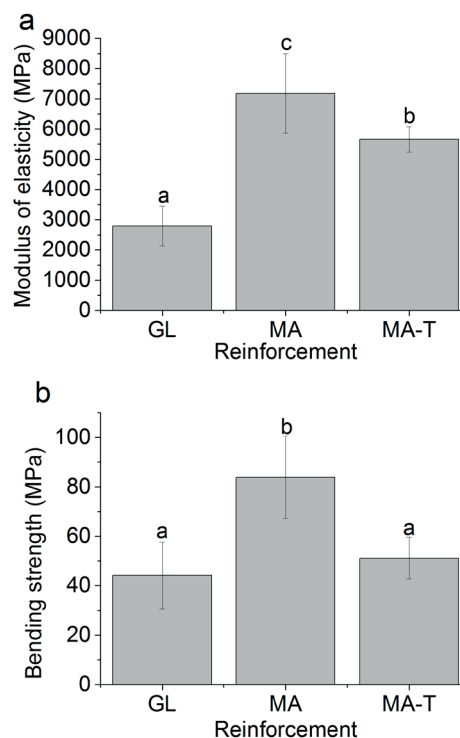 a
Modulus of elasticity (MPa)
9000
8000
7000
6000
5000
4000
3000
2000
1000
0
a
c
b
GL
MA
MA-T
Reinforcement
b
Bending strength (MPa)
100
80
60
40
20
0
a
b
a
GL
MA
MA-T
Reinforcement